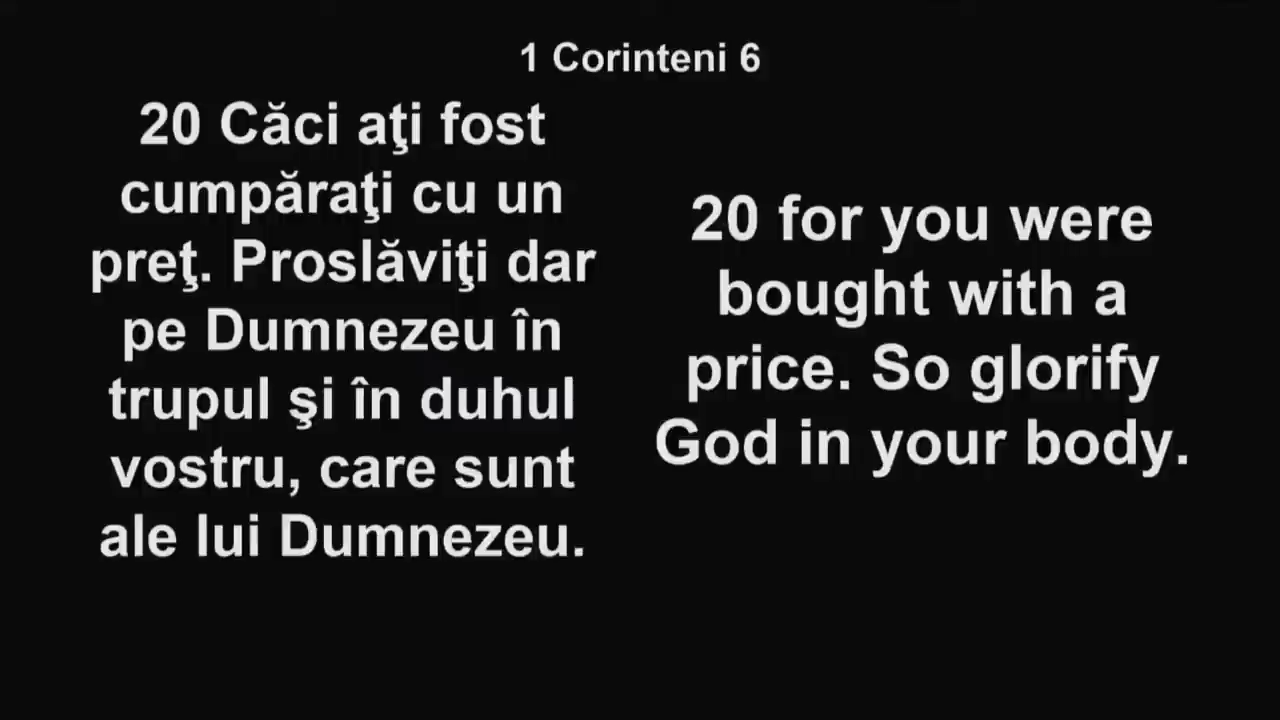 1 Corinteni 6
20 Căci aţi fost
cumpăraţi cu un
preţ. Proslăviţi dar
pe Dumnezeu în
trupul şi în duhul
vostru, care sunt
ale lui Dumnezeu.
20 for you were
bought with a
price. So glorify
God in your body.